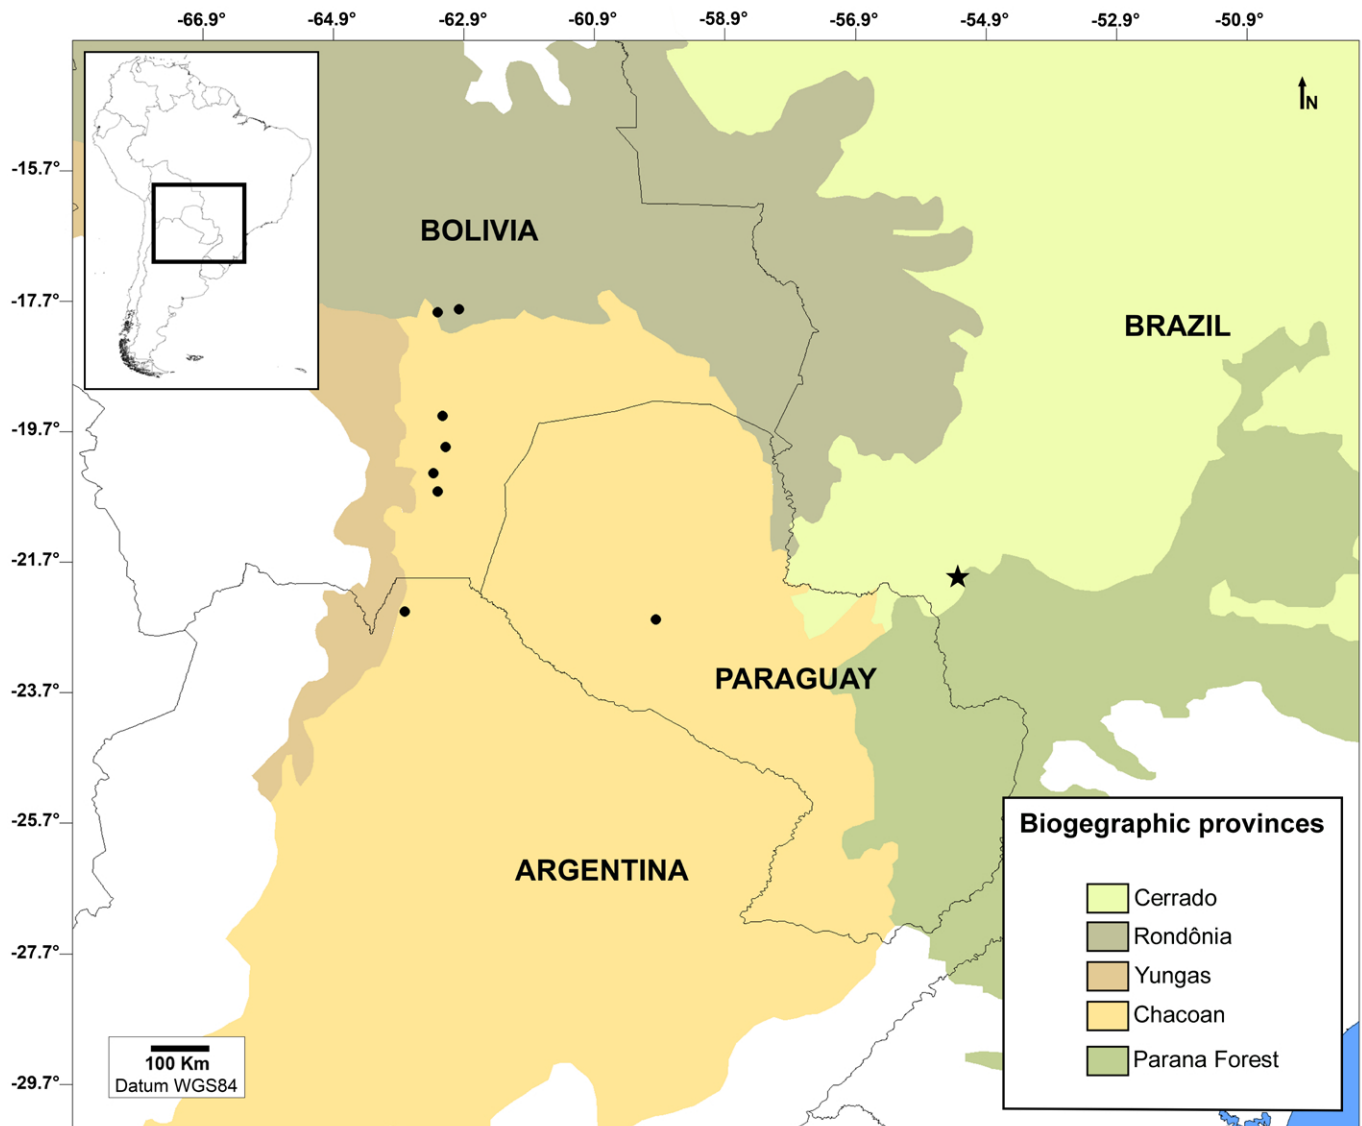 -66.9° -64.9° -62.9° -60.9° -58.9° -56.9° -54.9° -52.9° -50.9°
N
-15.7°
BOLIVIA
-17.7°
BRAZIL
-19.7°
-21.7°
PARAGUAY
-23.7°
-25.7°
Biogegraphic provinces
ARGENTINA
Cerrado
Rondônia
-27.7°
Yungas
Chacoan
100 Km
Parana Forest
Datum WGS84
-29.7°